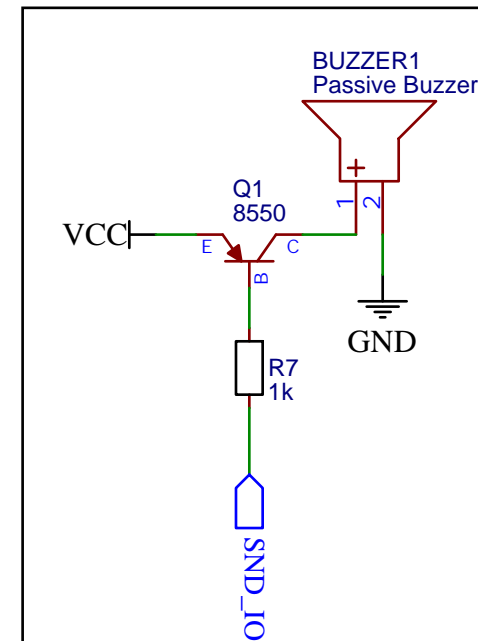 BUZZER1
Passive Buzzer
+
1
2
Q1
8550
VCC
E
C
B
GND
R7
1k
SND_IO